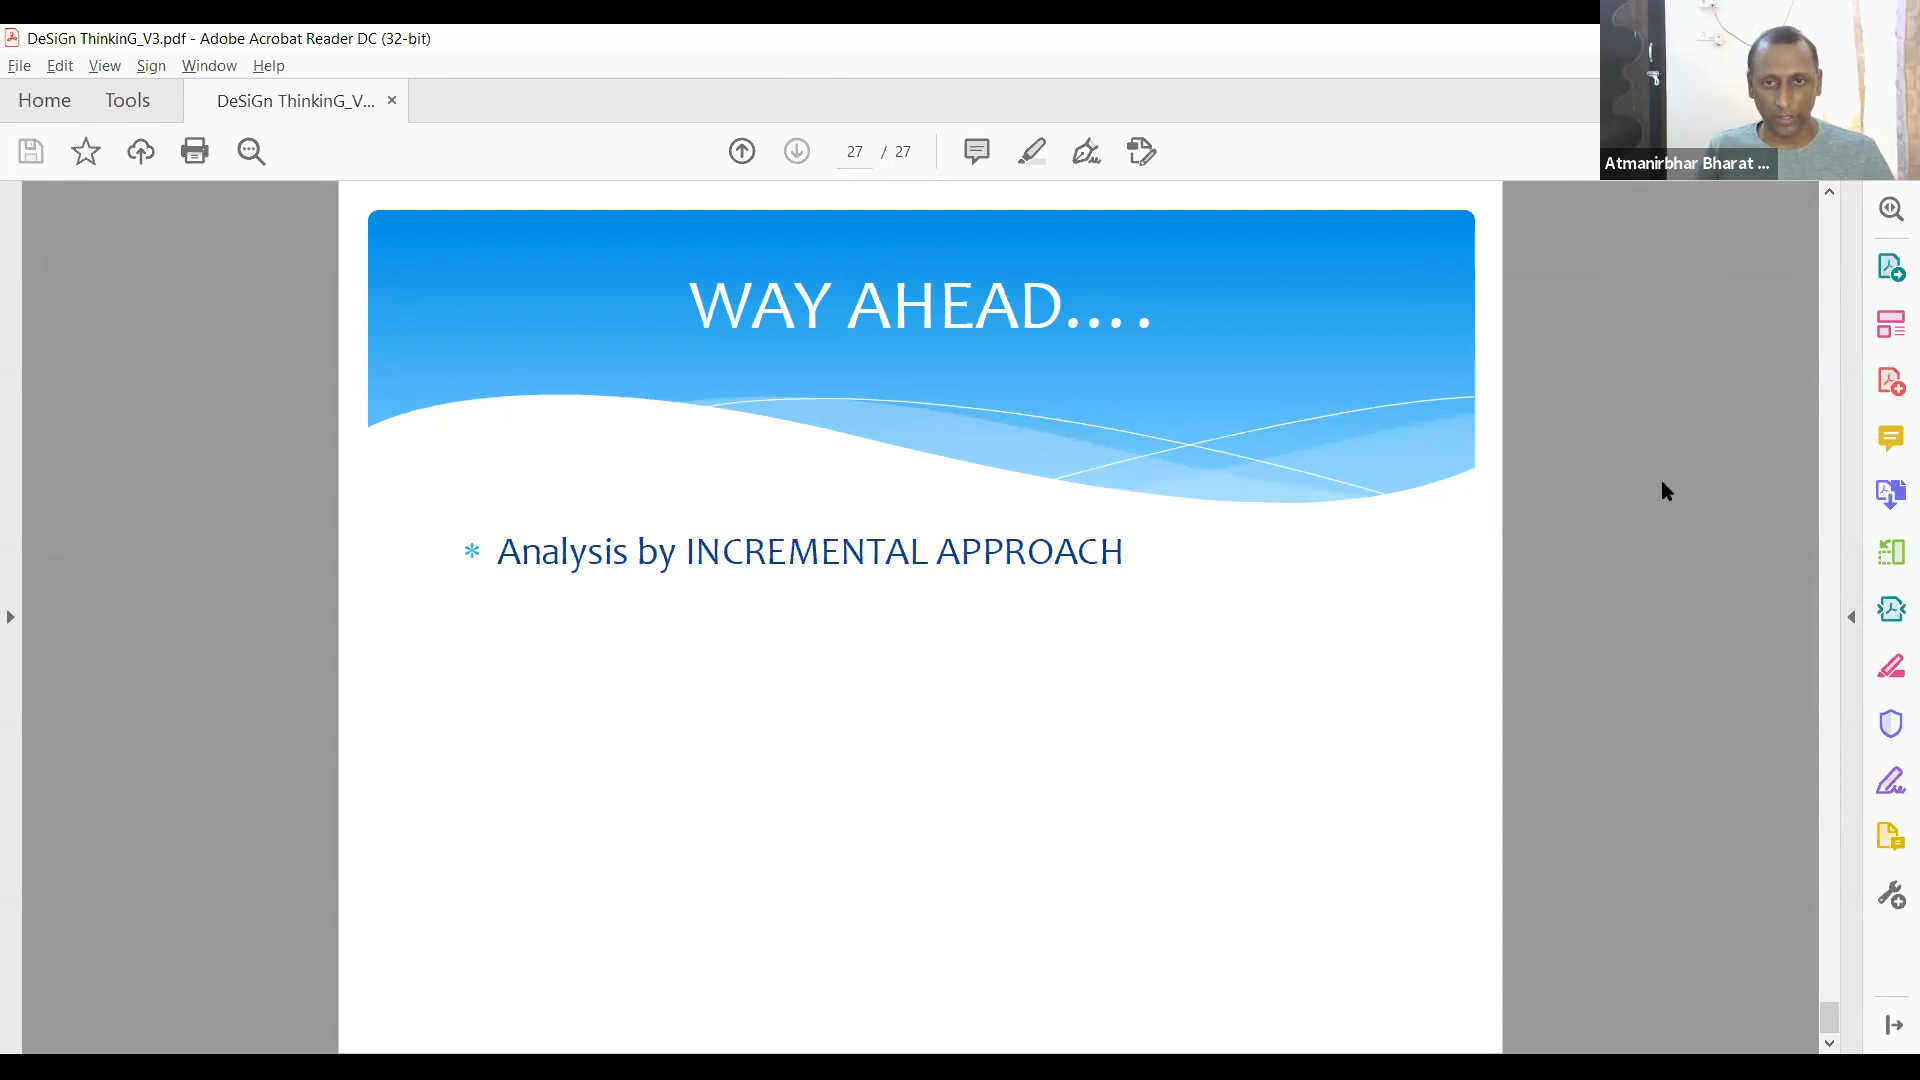 DeSiGn ThinkinG_V3.pdf - Adobe Acrobat Reader DC (32-bit)
File Edit View Sign Window Help
Home Tools DeSiGn ThinkinG_V... ×
27 / 27
Atmanirbhar Bharat ...
WAY AHEAD....
* Analysis by INCREMENTAL APPROACH